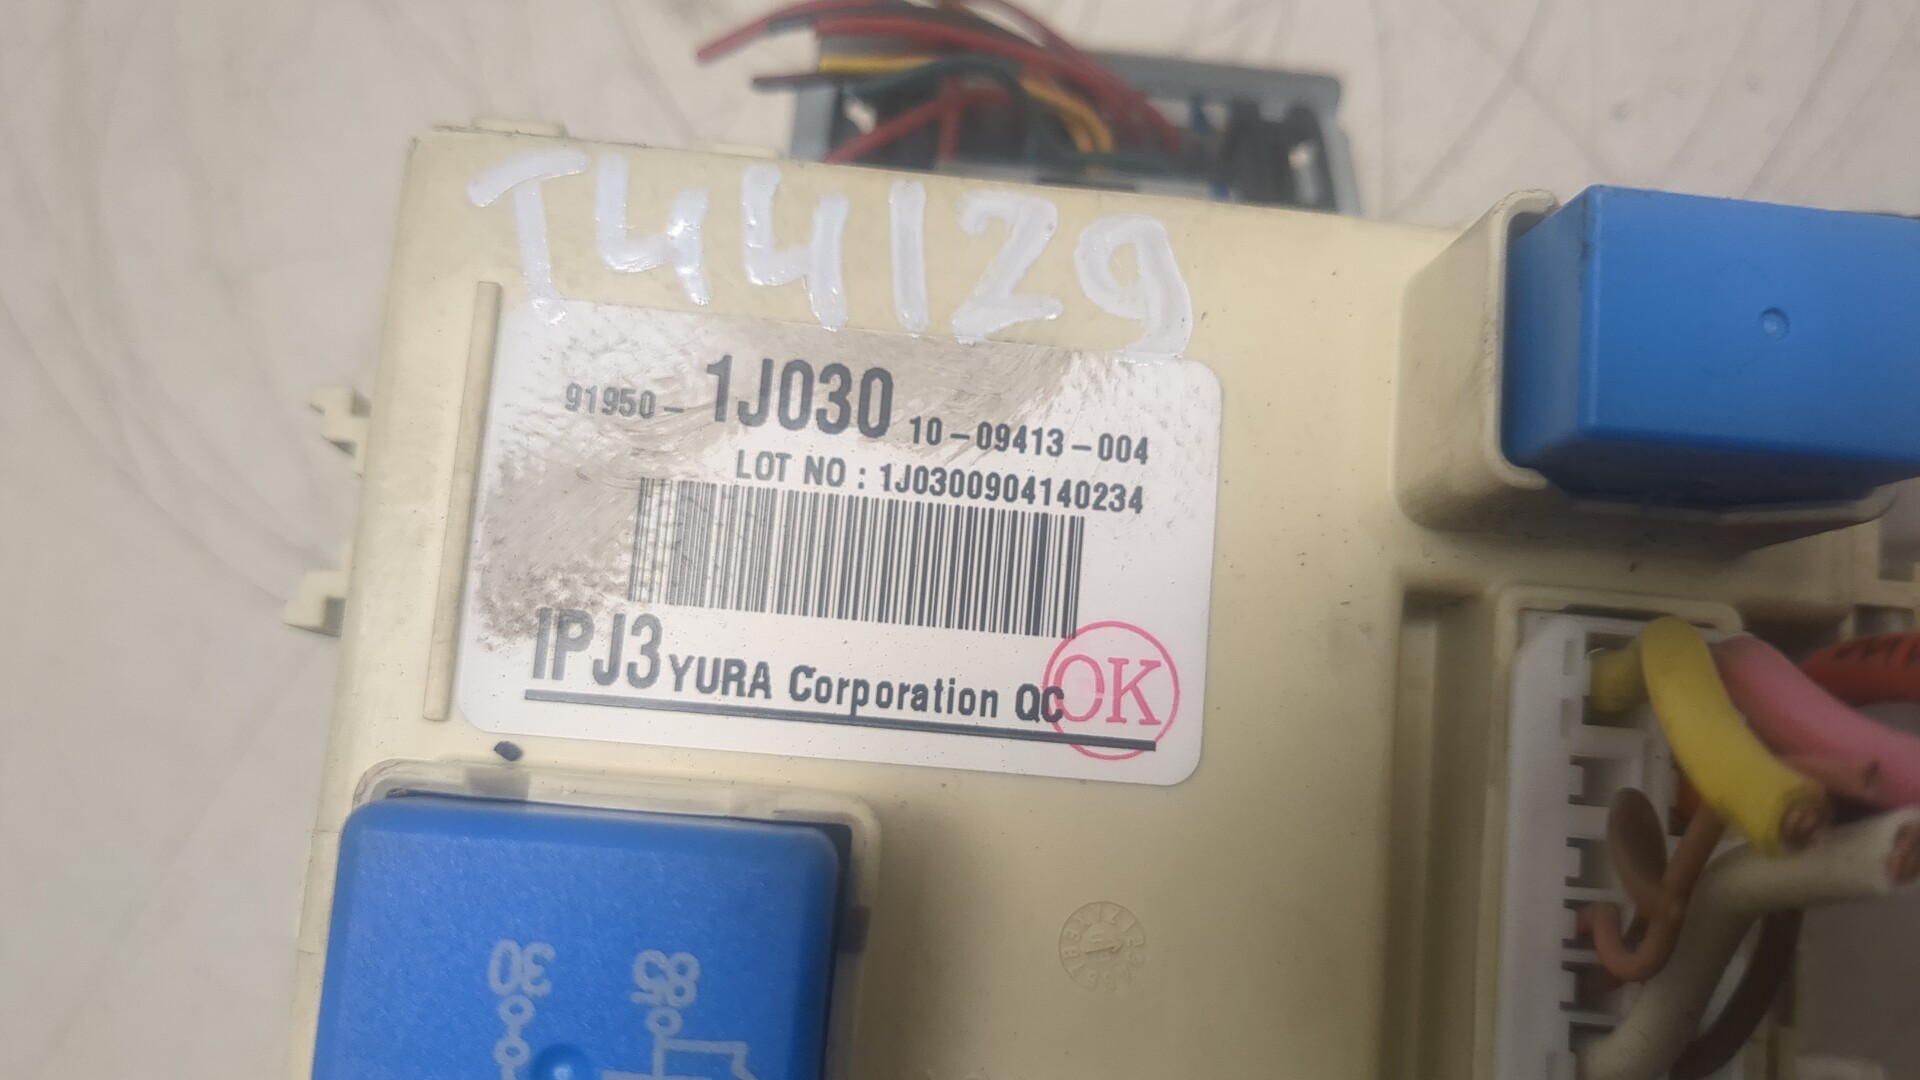 T44129
91950-1J030 10-09413-004
LOT NO : 1J0300904140234
IPJ3 YURA Corporation QC OK
30 85